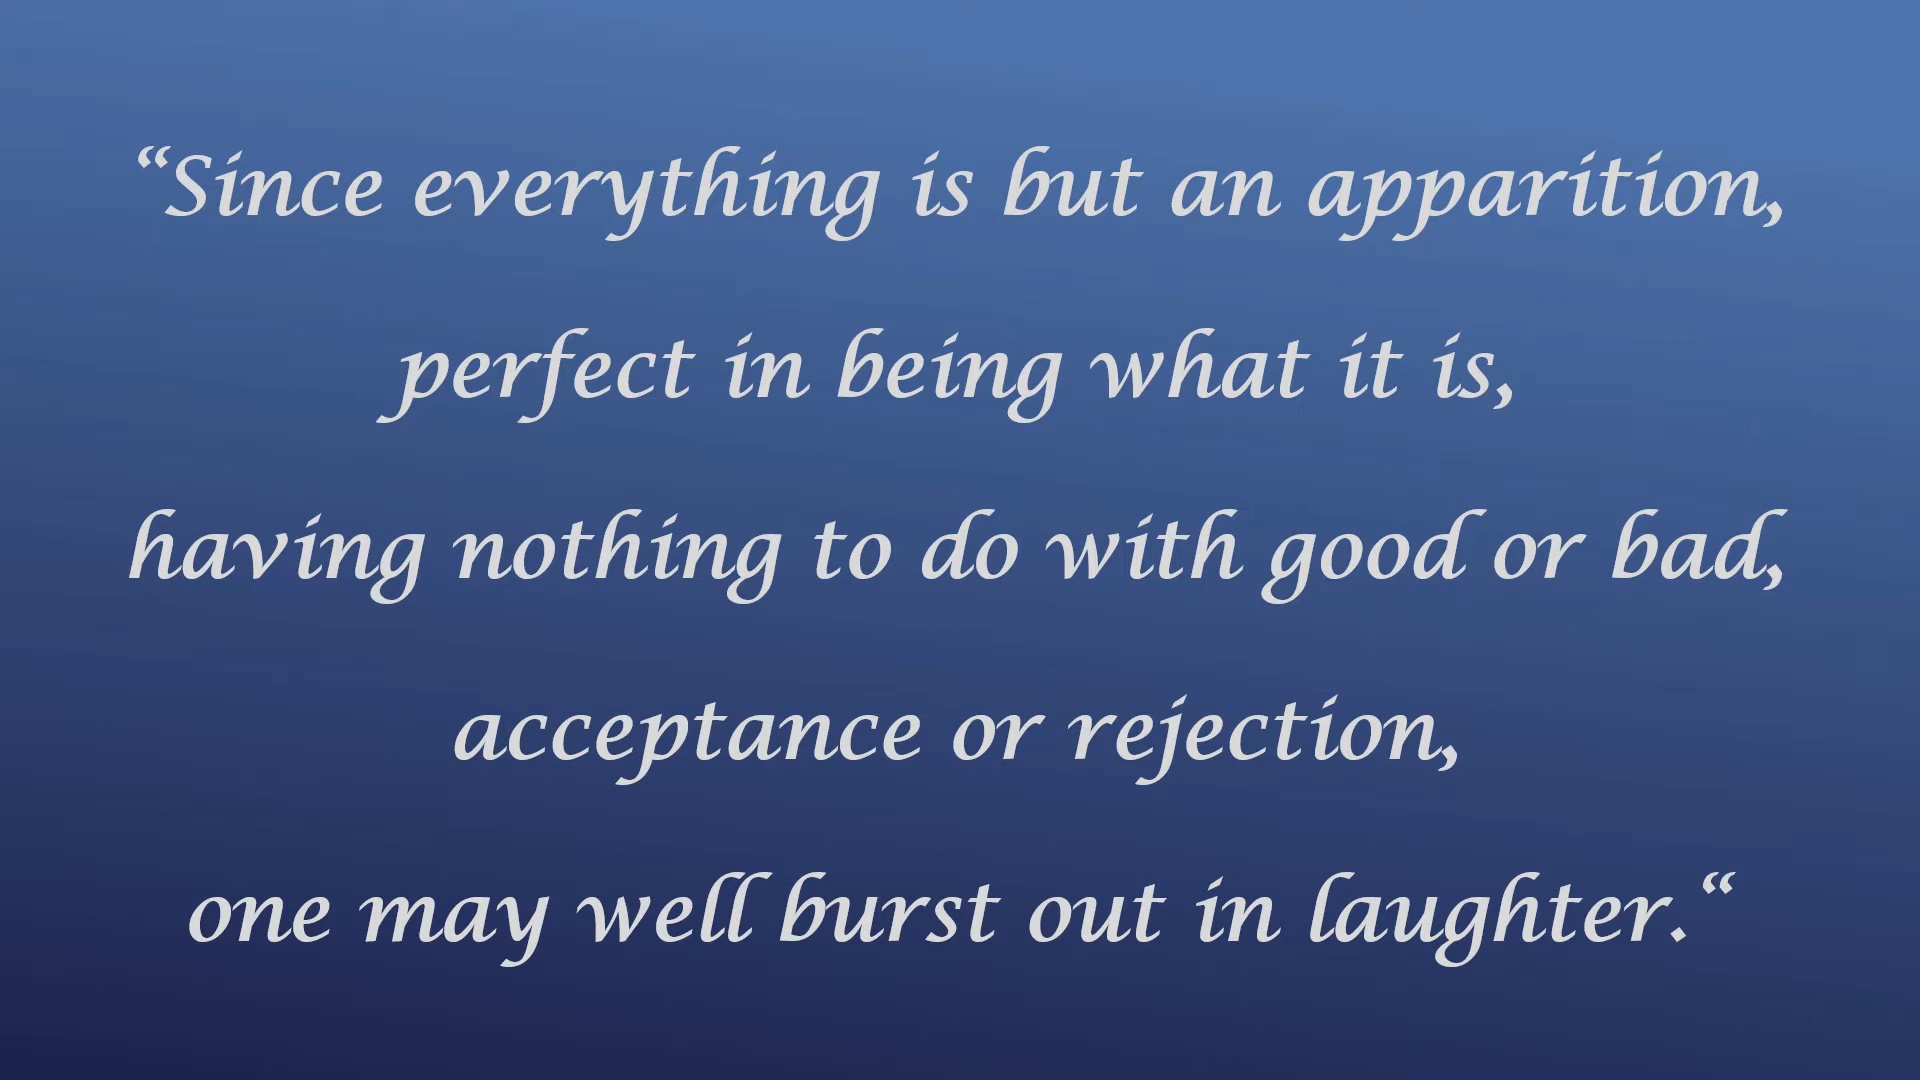 “Since everything is but an apparition,
perfect in being what it is,
having nothing to do with good or bad,
acceptance or rejection,
one may well burst out in laughter.“